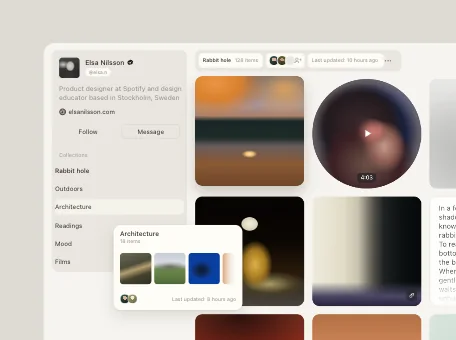 Elsa Nilsson
@elsa.n
Product designer at Spotify and design
educator based in Stockholm, Sweden
elsanilsson.com
Follow
Message
Collections
Rabbit hole
Outdoors
Architecture
Readings
Mood
Films
Rabbit hole 128 items
Last updated: 10 hours ago
4:03
Architecture
18 items
Last updated: 8 hours ago
In a f
shad
know
rabbi
To re
botto
the b
Wher
gentl